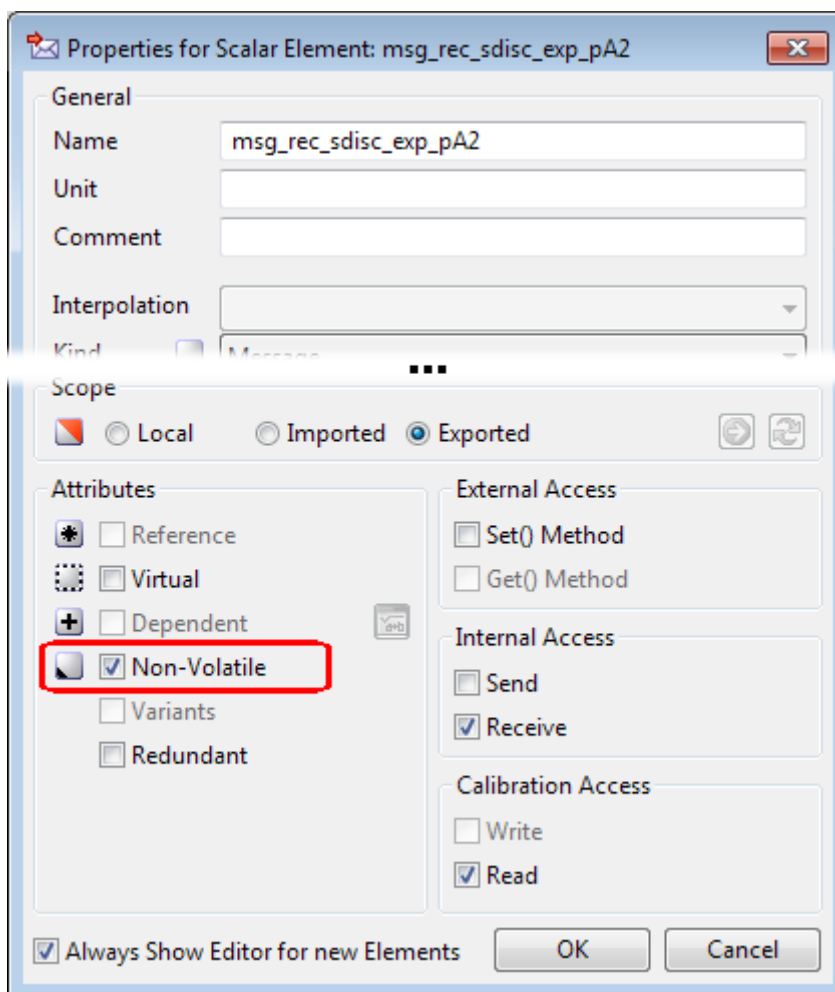 Properties for Scalar Element: msg_rec_sdisc_exp_pA2
General
Name msg_rec_sdisc_exp_pA2
Unit
Comment
Interpolation
Kind Message
...
Scope
Local Imported Exported
Attributes
Reference
Virtual
Dependent
Non-Volatile
Variants
Redundant
External Access
Set() Method
Get() Method
Internal Access
Send
Receive
Calibration Access
Write
Read
Always Show Editor for new Elements OK Cancel